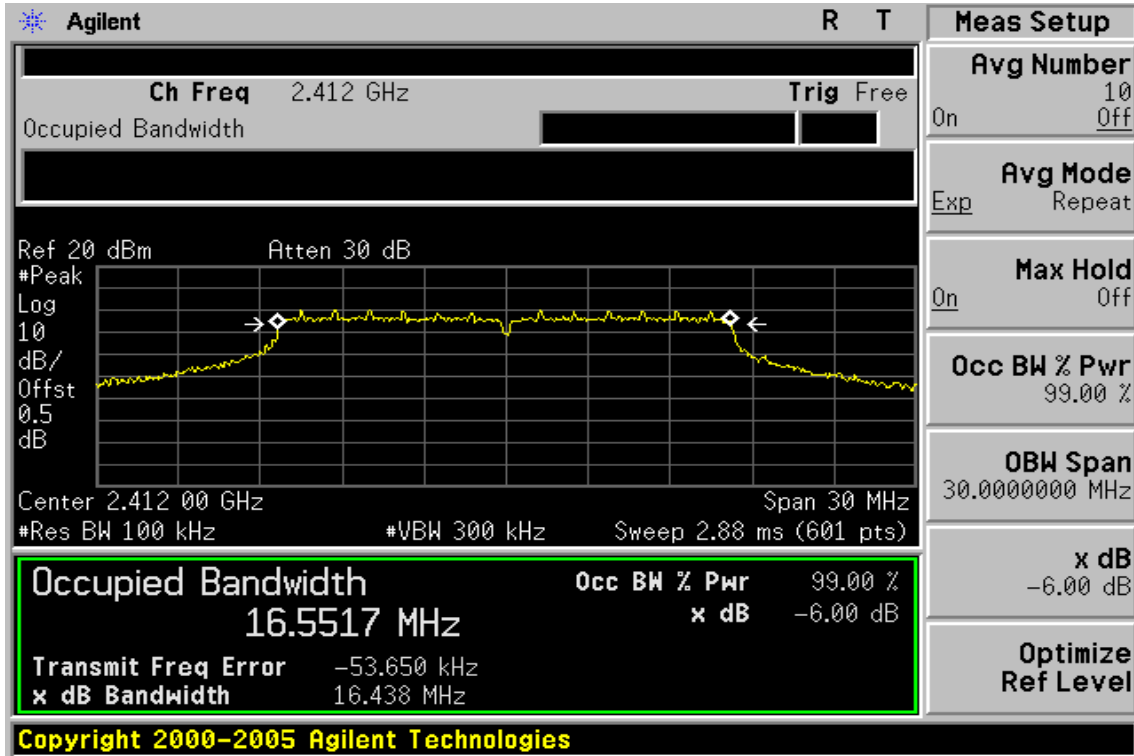 Agilent R T
Ch Freq 2.412 GHz Trig Free
Occupied Bandwidth
Ref 20 dBm Atten 30 dB
#Peak
Log
10
dB/
Offst
0.5
dB
Center 2.412 00 GHz Span 30 MHz
#Res BW 100 kHz #VBW 300 kHz Sweep 2.88 ms (601 pts)
Occupied Bandwidth Occ BW % Pwr 99.00 %
16.5517 MHz x dB -6.00 dB
Transmit Freq Error -53.650 kHz
x dB Bandwidth 16.438 MHz
Copyright 2000-2005 Agilent Technologies
Meas Setup
Avg Number
10
On Off
Avg Mode
Exp Repeat
Max Hold
On Off
Occ BW % Pwr
99.00 %
OBW Span
30.0000000 MHz
x dB
-6.00 dB
Optimize
Ref Level